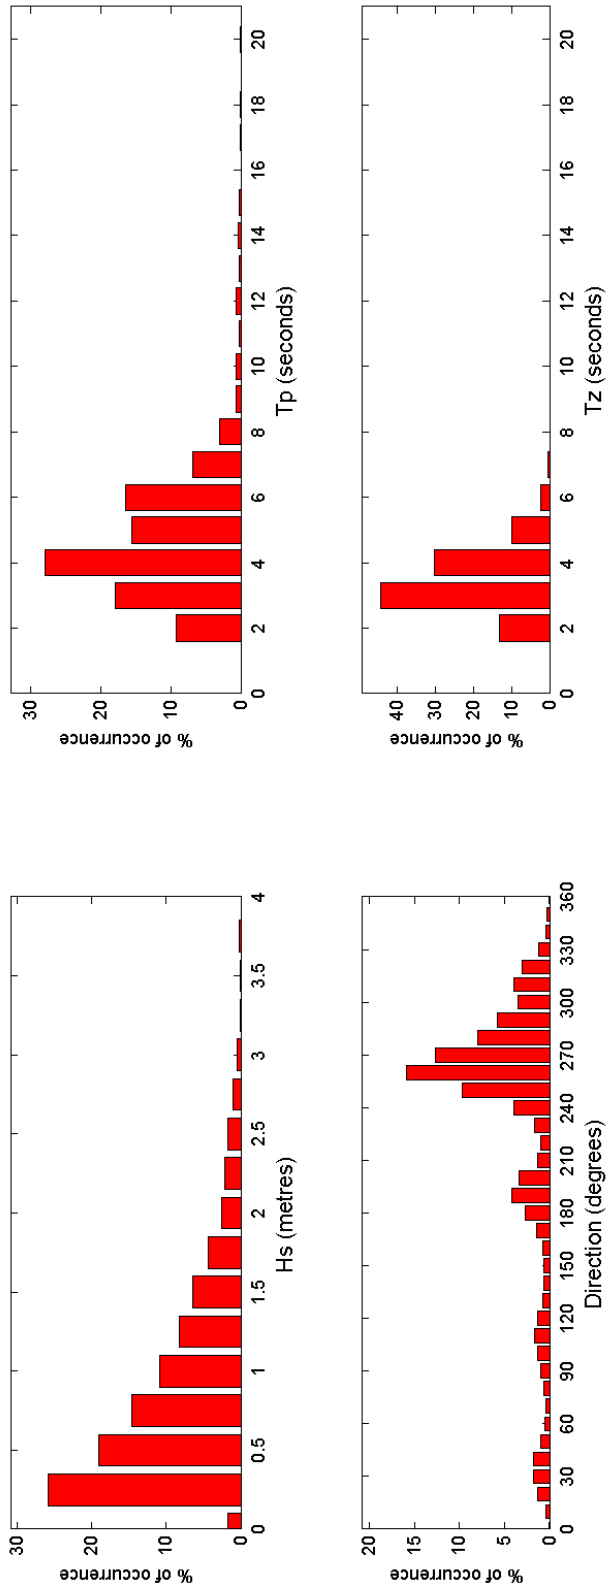 30
20
10
0
% of occurrence
0 0.5 1 1.5 2 2.5 3 3.5 4
Hs (metres)
30
20
10
0
% of occurrence
0 2 4 6 8 10 12 14 16 18 20
Tp (seconds)
20
15
10
5
0
% of occurrence
0 30 60 90 120 150 180 210 240 270 300 330 360
Direction (degrees)
40
30
20
10
0
% of occurrence
0 2 4 6 8 10 12 14 16 18 20
Tz (seconds)